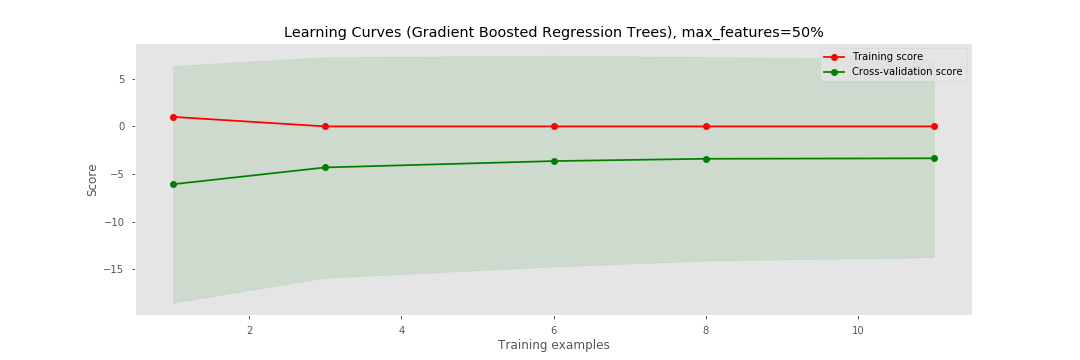 Learning Curves (Gradient Boosted Regression Trees), max_features=50%
Training score
Cross-validation score
Score
5
0
−5
−10
−15
2
4
6
8
10
Training examples